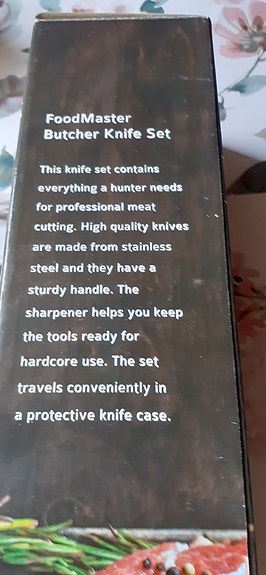 FoodMaster
Butcher Knife Set
This knife set contains
everything a hunter needs
for professional meat
cutting. High quality knives
are made from stainless
steel and they have a
sturdy handle. The
sharpener helps you keep
the tools ready for
hardcore use. The set
travels conveniently in
a protective knife case.